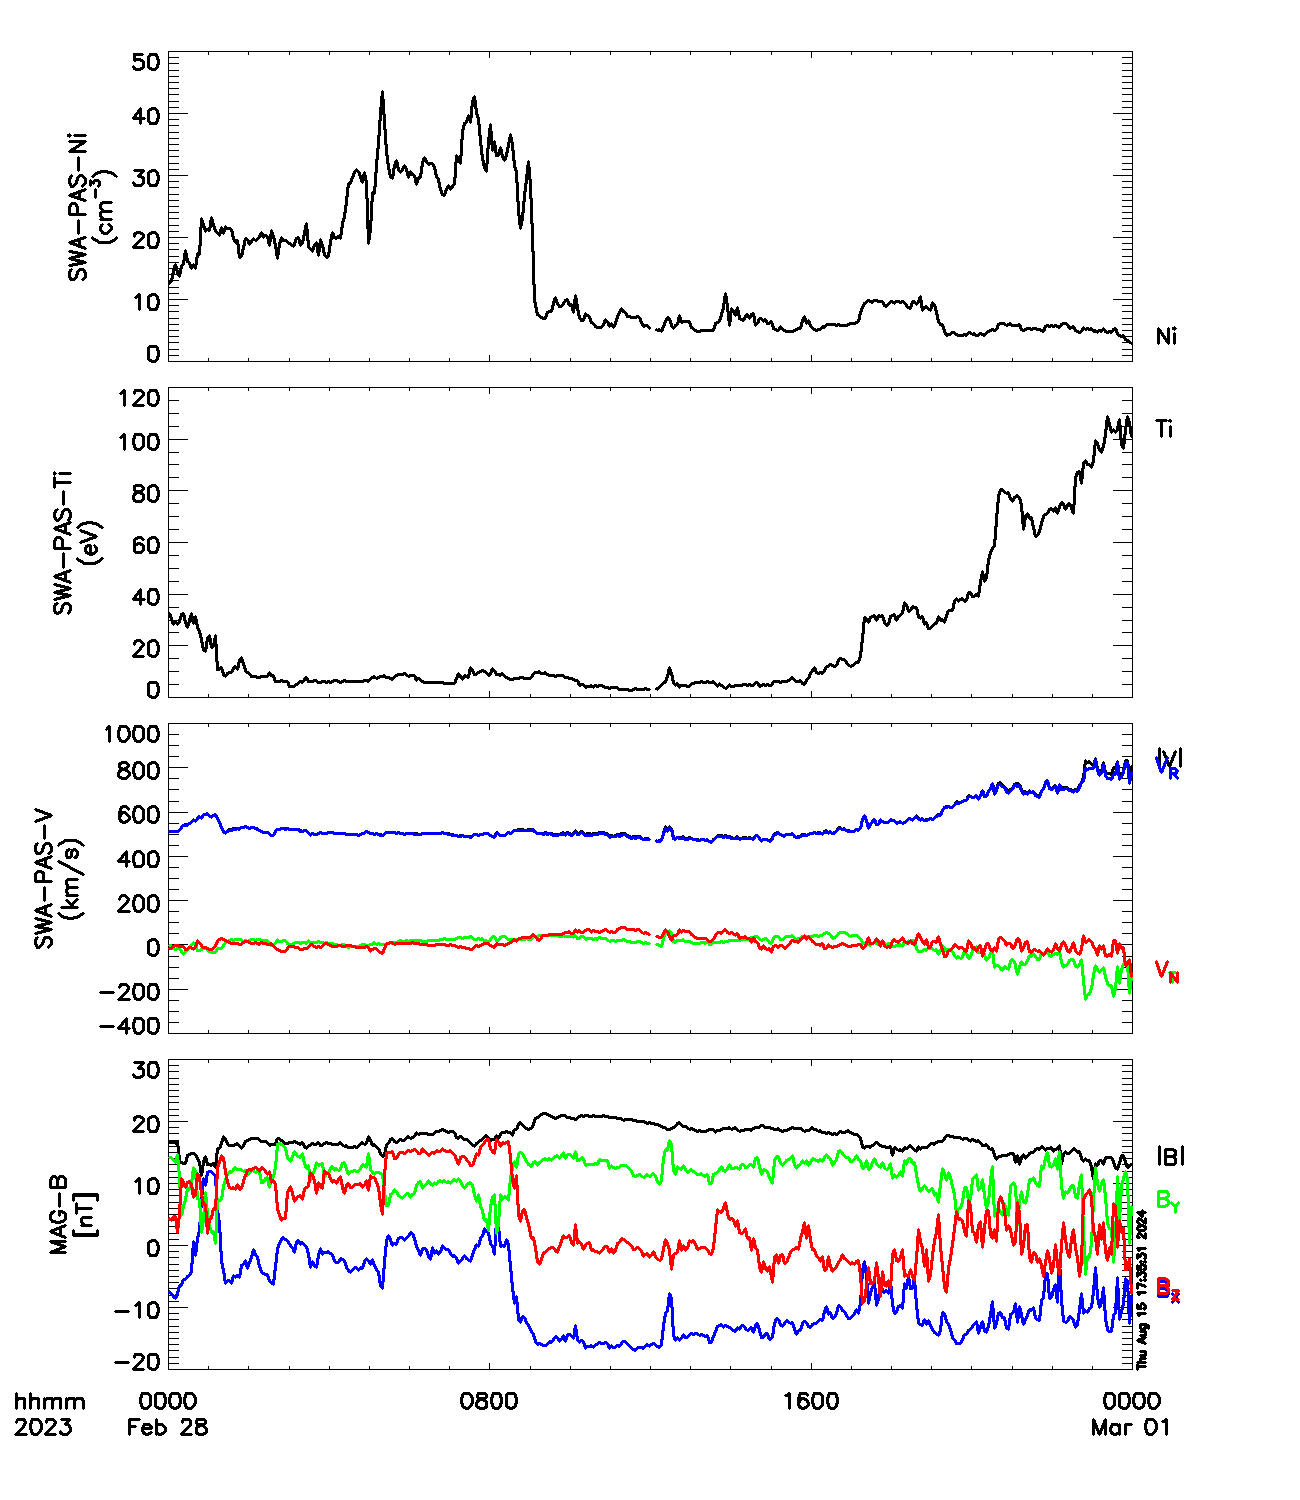 50
40
30
20
10
0
SWA-PAS-Ni
(cm⁻³)
Ni
120
100
80
60
40
20
0
SWA-PAS-Ti
(eV)
Ti
1000
800
600
400
200
0
-200
-400
SWA-PAS-V
(km/s)
|V|
V_R
V_N
30
20
10
0
-10
-20
MAG-B
[nT]
|B|
B_Y
B_X
Thu Aug 15 17:35:31 2024
hhmm 0000 0800 1600 0000
2023 Feb 28 Mar 01